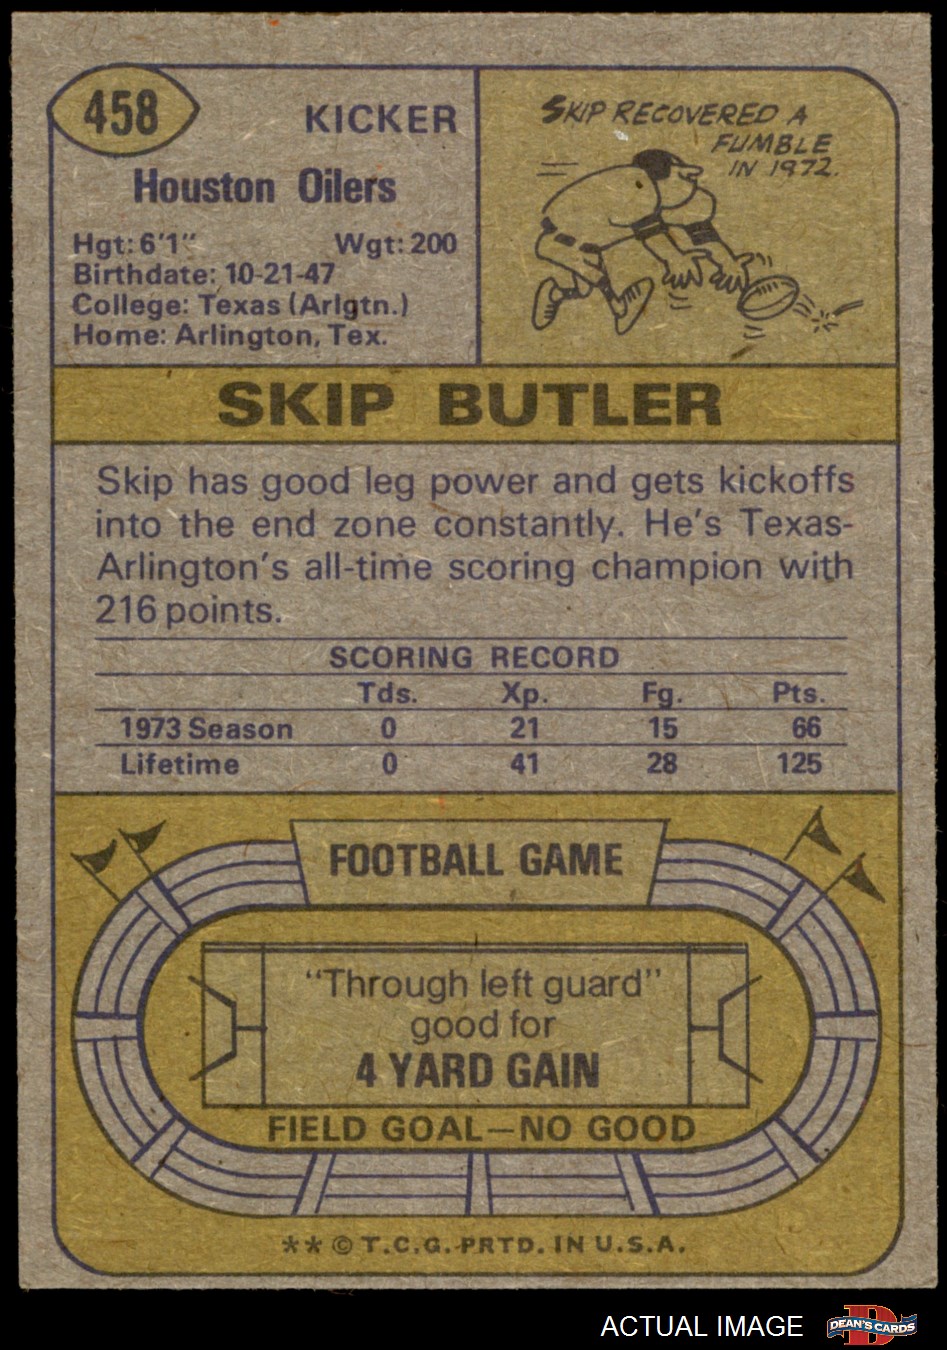 458
KICKER
Houston Oilers
Hgt: 6'1" Wgt: 200
Birthdate: 10-21-47
College: Texas (Arlgtn.)
Home: Arlington, Tex.
SKIP RECOVERED A
FUMBLE
IN 1972.
SKIP BUTLER
Skip has good leg power and gets kickoffs
into the end zone constantly. He's Texas-
Arlington's all-time scoring champion with
216 points.
SCORING RECORD
Tds. Xp. Fg. Pts.
1973 Season 0 21 15 66
Lifetime 0 41 28 125
FOOTBALL GAME
"Through left guard"
good for
4 YARD GAIN
FIELD GOAL—NO GOOD
** © T.C.G. PRTD. IN U.S.A.
ACTUAL IMAGE
D
DEAN'S CARDS